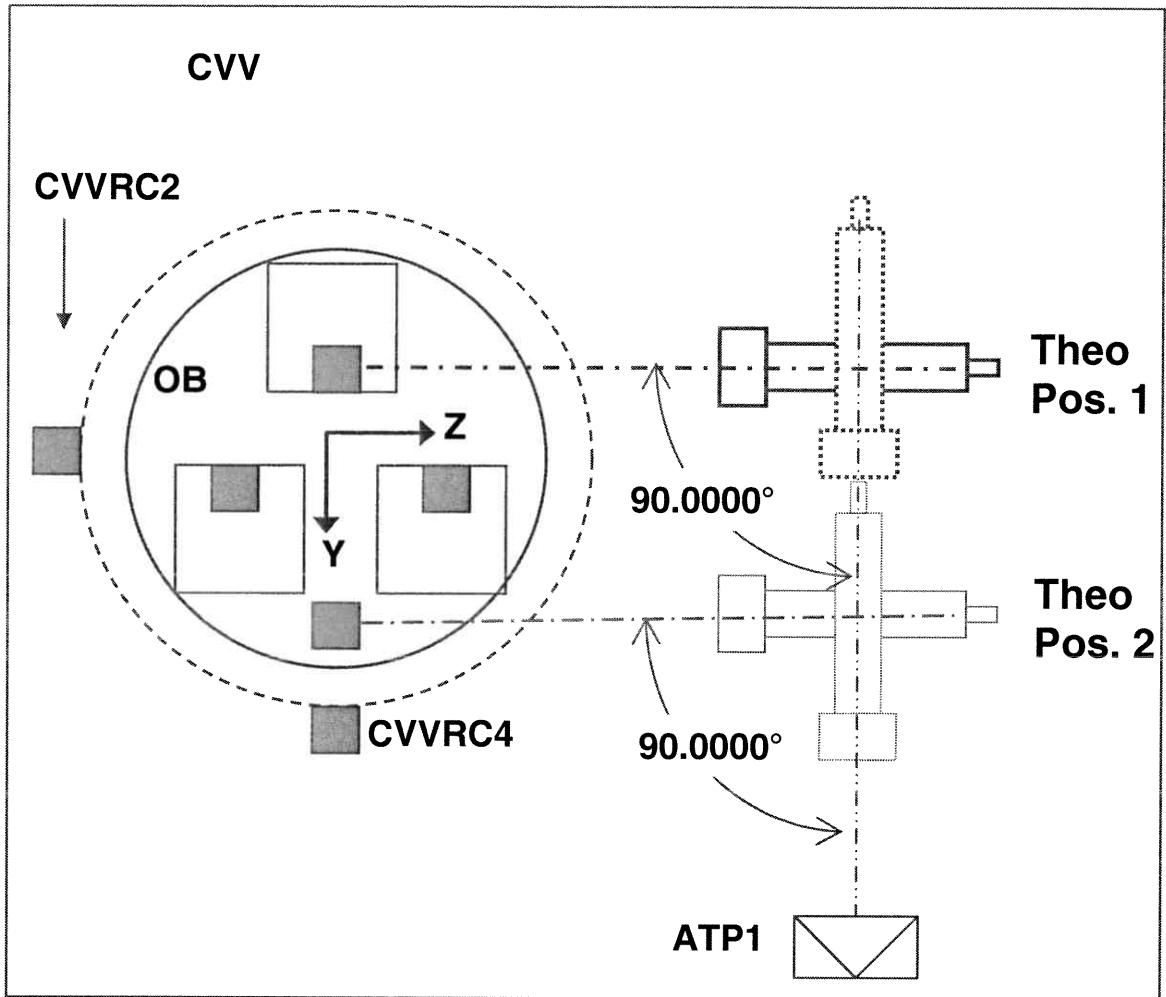 CVV
CVVRC2
OB
Z
Y
Theo
Pos. 1
90.0000°
Theo
Pos. 2
CVVRC4
90.0000°
ATP1